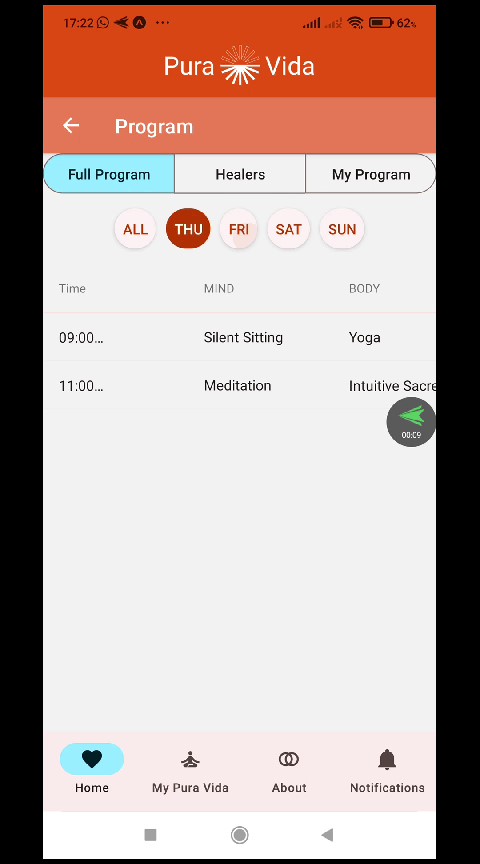 17:22 62%
Pura Vida
Program
Full Program Healers My Program
ALL THU FRI SAT SUN
Time MIND BODY
09:00... Silent Sitting Yoga
11:00... Meditation Intuitive Sacre
00:09
Home My Pura Vida About Notifications